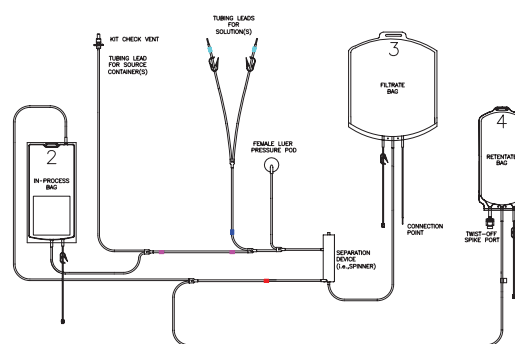 KIT CHECK VENT
TUBING LEAD
FOR SOURCE
CONTAINER(S)
TUBING LEADS
FOR
SOLUTION(S)
3
FILTRATE
BAG
4
RETENTATE
BAG
2
IN-PROCESS
BAG
FEMALE LUER
PRESSURE POD
CONNECTION
POINT
TWIST-OFF
SPIKE PORT
SEPARATION
DEVICE
(i.e.,SPINNER)